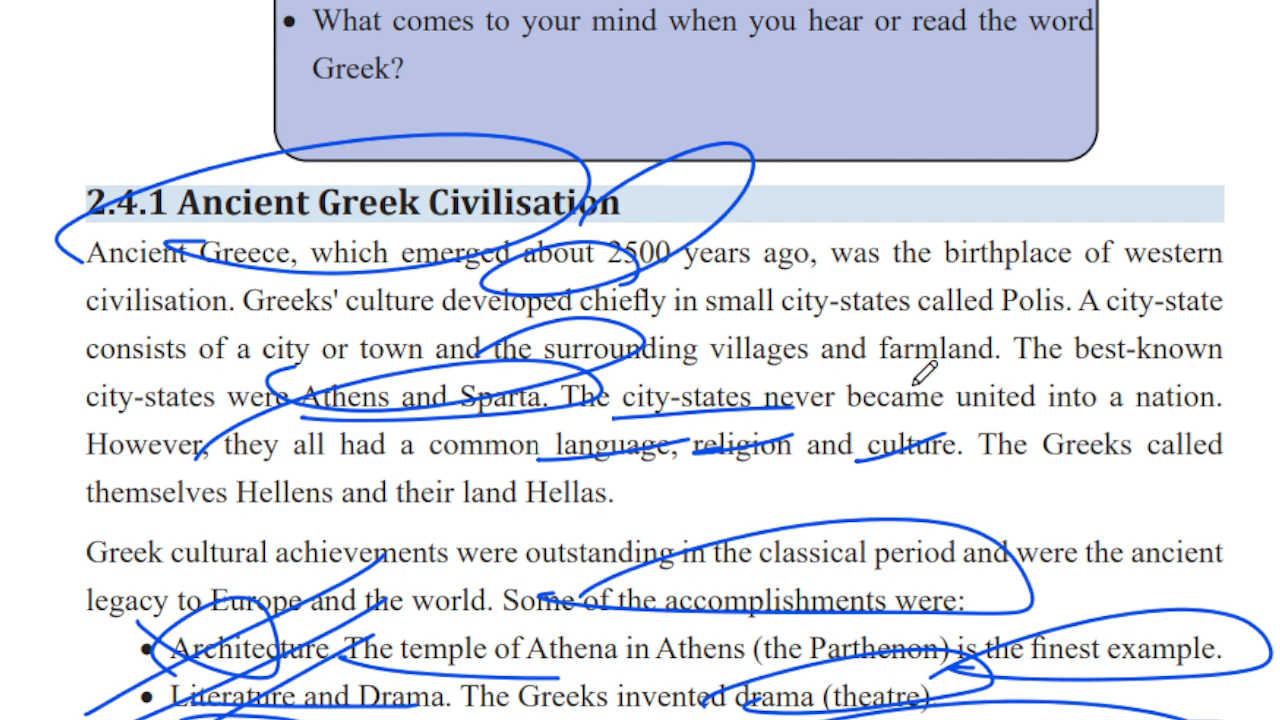 • What comes to your mind when you hear or read the word
Greek?
2.4.1 Ancient Greek Civilisation
Ancient Greece, which emerged about 2500 years ago, was the birthplace of western
civilisation. Greeks' culture developed chiefly in small city-states called Polis. A city-state
consists of a city or town and the surrounding villages and farmland. The best-known
city-states were Athens and Sparta. The city-states never became united into a nation.
However, they all had a common language, religion and culture. The Greeks called
themselves Hellens and their land Hellas.
Greek cultural achievements were outstanding in the classical period and were the ancient
legacy to Europe and the world. Some of the accomplishments were:
• Architecture. The temple of Athena in Athens (the Parthenon) is the finest example.
• Literature and Drama. The Greeks invented drama (theatre).